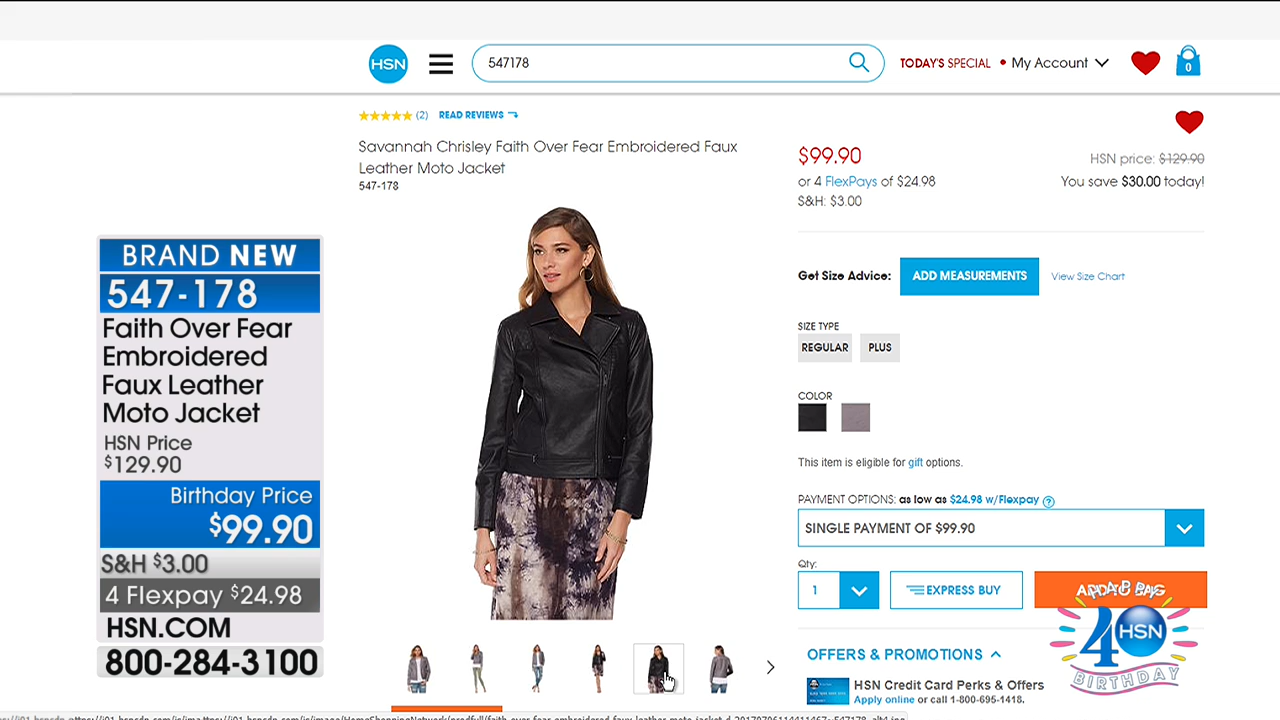 HSN
547178
TODAY'S SPECIAL • My Account
0
★★★★★ (2) READ REVIEWS
Savannah Chrisley Faith Over Fear Embroidered Faux
Leather Moto Jacket
547-178
$99.90
HSN price: $129.90
or 4 FlexPays of $24.98
You save $30.00 today!
S&H: $3.00
Get Size Advice:
ADD MEASUREMENTS
View Size Chart
SIZE TYPE
REGULAR
PLUS
COLOR
This item is eligible for gift options.
PAYMENT OPTIONS: as low as $24.98 w/Flexpay ?
SINGLE PAYMENT OF $99.90
Qty:
1
EXPRESS BUY
OFFERS & PROMOTIONS
HSN Credit Card Perks & Offers
Apply online or call 1-800-695-1418.
BRAND NEW
547-178
Faith Over Fear
Embroidered
Faux Leather
Moto Jacket
HSN Price
$129.90
Birthday Price
$99.90
S&H $3.00
4 Flexpay $24.98
HSN.COM
800-284-3100
40 HSN
BIRTHDAY